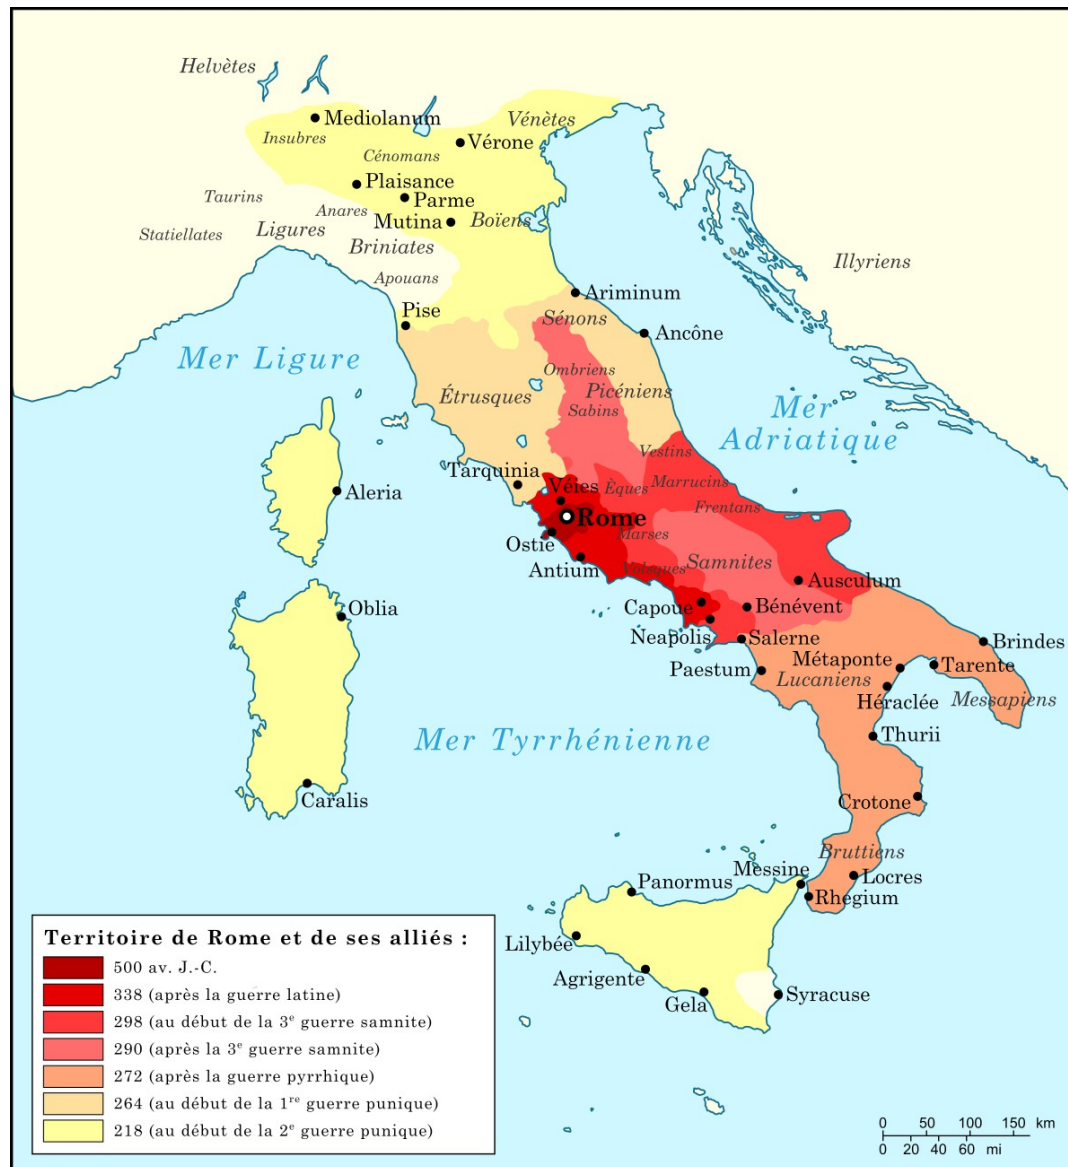 Helvètes
Mediolanum
Insubres
Vénètes
Vérone
Cénomans
Plaisance
Taurins
Parme
Anares
Mutina
Boïens
Statiellates
Ligures
Briniates
Apouans
Illyriens
Ariminum
Pise
Sénons
Ancône
Mer Ligure
Ombriens
Étrusques
Picéniens
Sabins
Mer
Adriatique
Vestins
Tarquinia
Aleria
Véies
Èques
Marrucins
Frentans
Rome
Ostie
Marses
Antium
Volsques
Samnites
Ausculum
Oblia
Capoue
Bénévent
Neapolis
Salerne
Brindes
Paestum
Métaponte
Tarente
Lucaniens
Héraclée
Messapiens
Mer Tyrrhénienne
Thurii
Caralis
Crotone
Bruttiens
Messine
Locres
Panormus
Rhegium
Lilybée
Agrigente
Gela
Syracuse
Territoire de Rome et de ses alliés :
500 av. J.-C.
338 (après la guerre latine)
298 (au début de la 3e guerre samnite)
290 (après la 3e guerre samnite)
272 (après la guerre pyrrhique)
264 (au début de la 1re guerre punique)
218 (au début de la 2e guerre punique)
0 50 100 150 km
0 20 40 60 mi